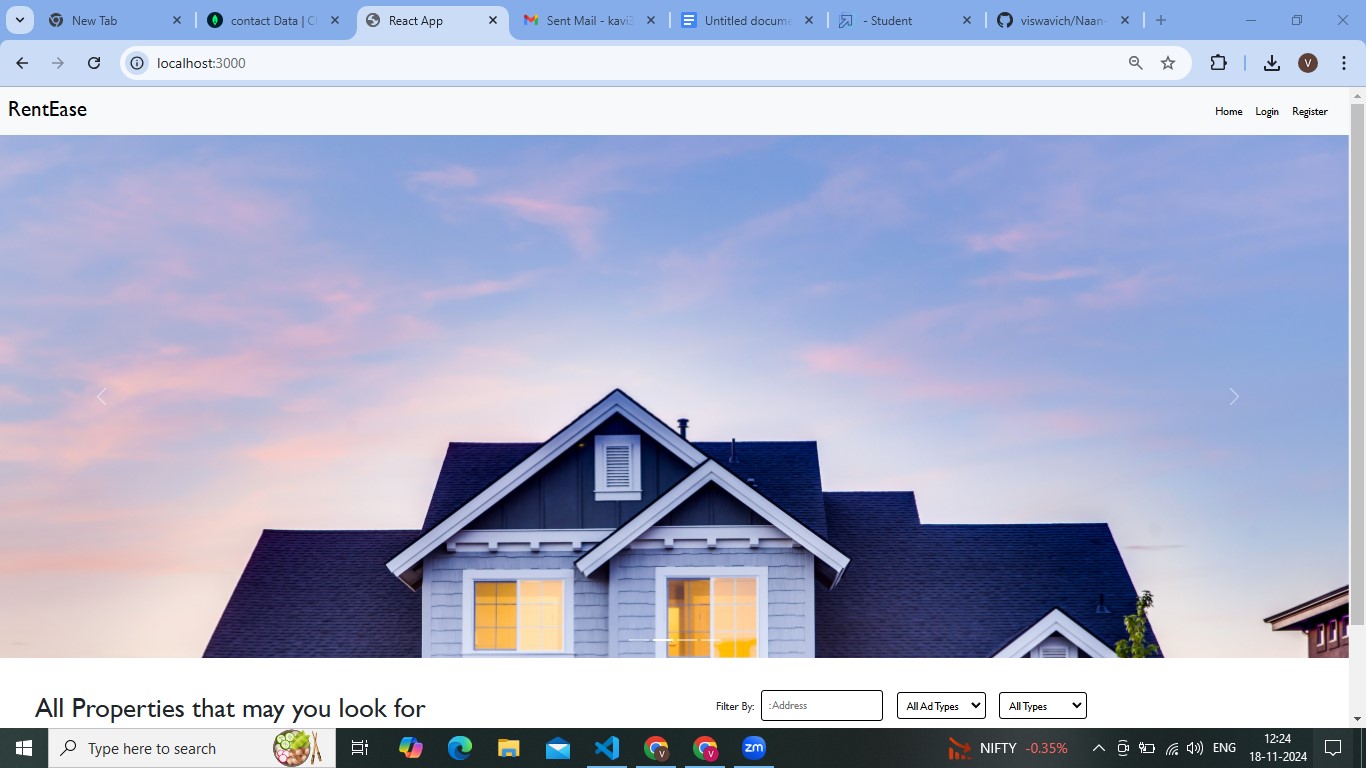 New Tab
contact Data | Cl
React App
Sent Mail - kavi3
Untitled docume
- Student
viswavich/Naan-
localhost:3000
V
RentEase
Home Login Register
All Properties that may you look for
Filter By: :Address All Ad Types All Types
Type here to search
V
zm
NIFTY -0.35%
ENG
12:24
18-11-2024